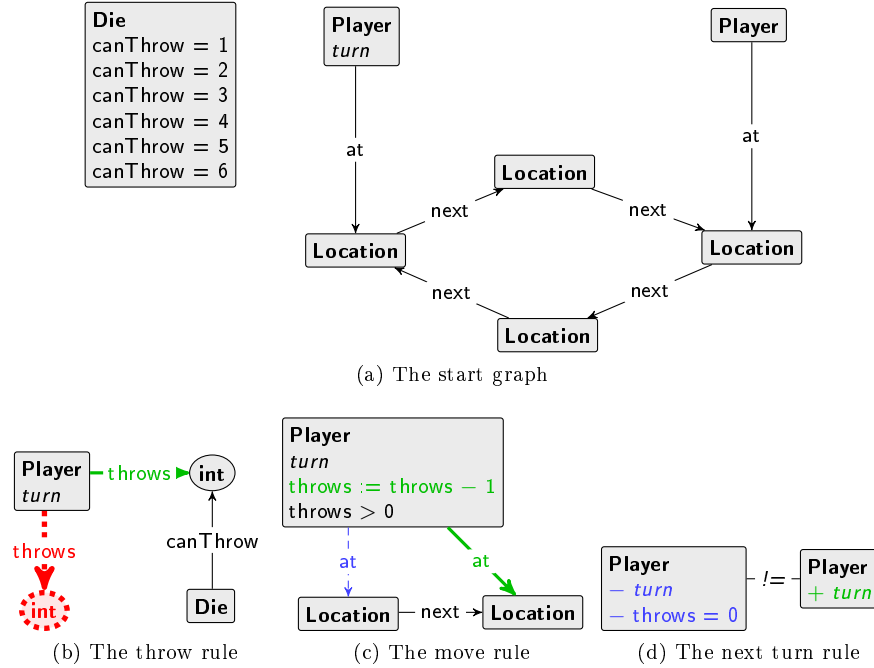 Die
canThrow = 1
canThrow = 2
canThrow = 3
canThrow = 4
canThrow = 5
canThrow = 6
Player
turn
Player
at
at
Location
next
next
Location
Location
next
next
Location
(a) The start graph
Player
turn
throws
int
throws
canThrow
int
Die
(b) The throw rule
Player
turn
throws := throws − 1
throws > 0
at
at
Location
next
Location
(c) The move rule
Player
− turn
− throws = 0
!=
Player
+ turn
(d) The next turn rule